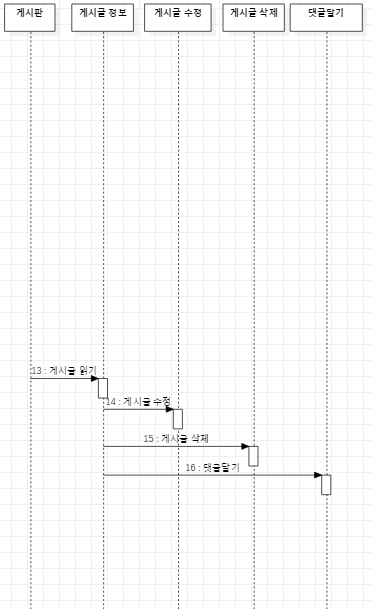 게시판
게시글 정보
게시글 수정
게시글 삭제
댓글달기
13 : 게시글 읽기
14 : 게시글 수정
15 : 게시글 삭제
16 : 댓글달기